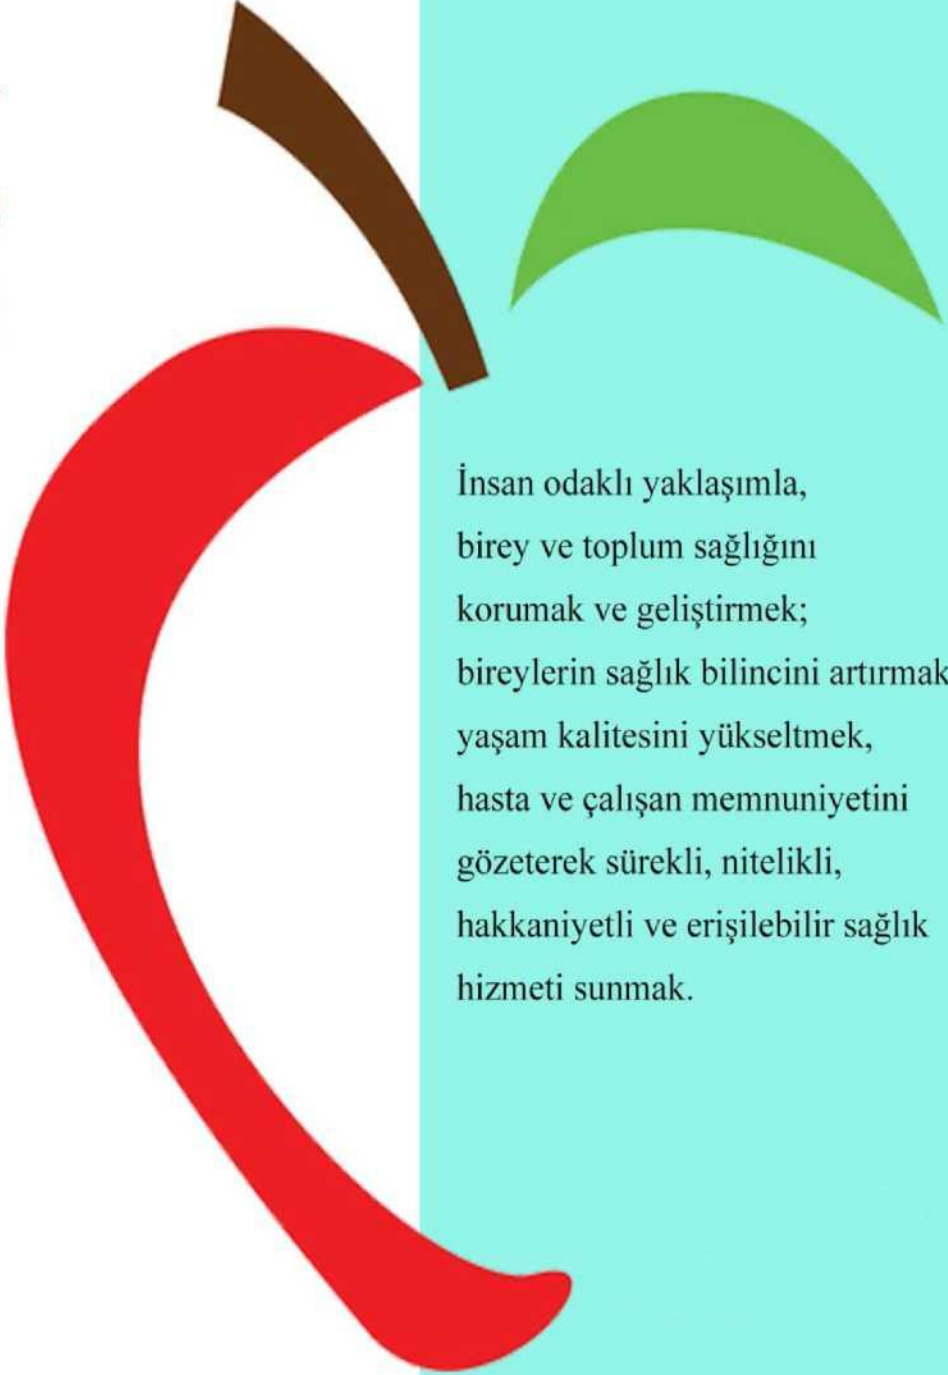 İnsan odaklı yaklaşımla,
birey ve toplum sağlığını
korumak ve geliştirmek;
bireylerin sağlık bilincini artırmak
yaşam kalitesini yükseltmek,
hasta ve çalışan memnuniyetini
gözeterek sürekli, nitelikli,
hakkaniyetli ve erişilebilir sağlık
hizmeti sunmak.